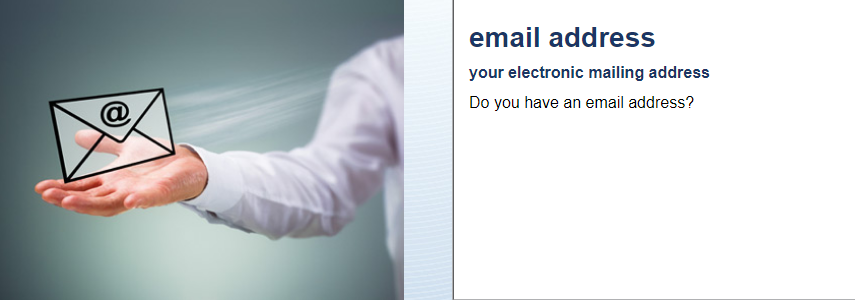 @
email address
your electronic mailing address
Do you have an email address?